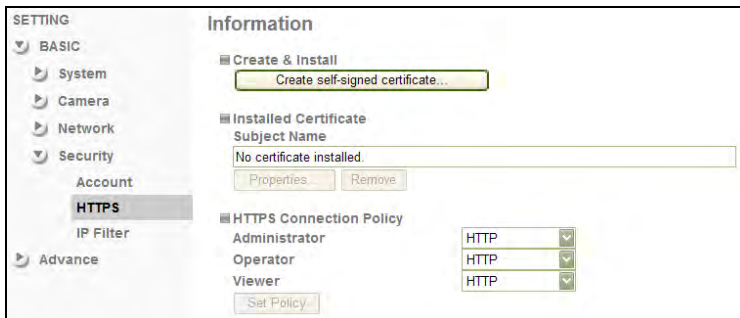 SETTING
BASIC
System
Camera
Network
Security
Account
HTTPS
IP Filter
Advance
Information
Create & Install
Create self-signed certificate...
Installed Certificate
Subject Name
No certificate installed.
Properties... Remove
HTTPS Connection Policy
Administrator HTTP
Operator HTTP
Viewer HTTP
Set Policy